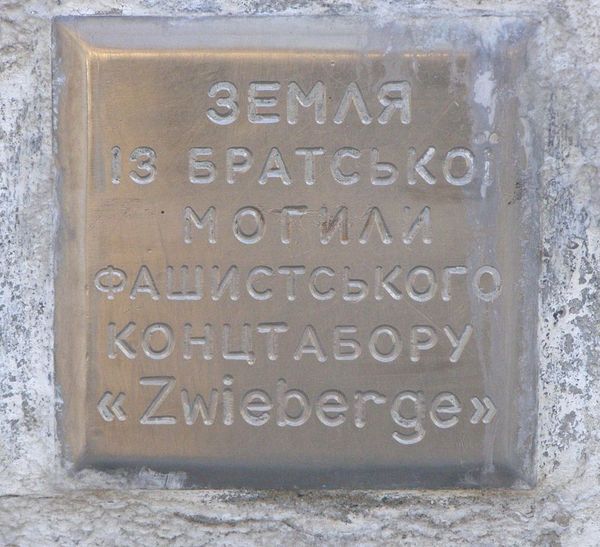 ЗЕМЛЯ
ІЗ БРАТСЬКОЇ
МОГИЛИ
ФАШИСТСЬКОГО
КОНЦТАБОРУ
«Zwieberge»